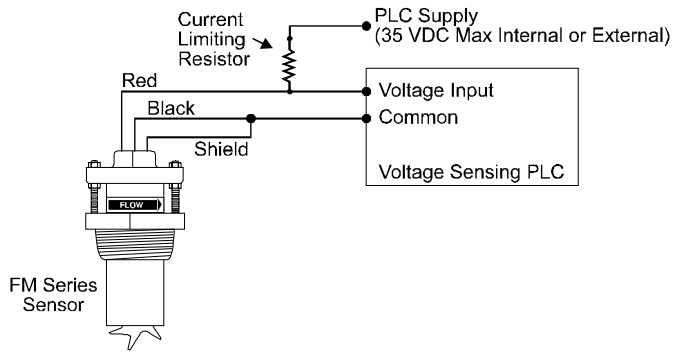 Current
Limiting
Resistor
PLC Supply
(35 VDC Max Internal or External)
Red
Voltage Input
Black
Common
Shield
Voltage Sensing PLC
FLOW
FM Series
Sensor